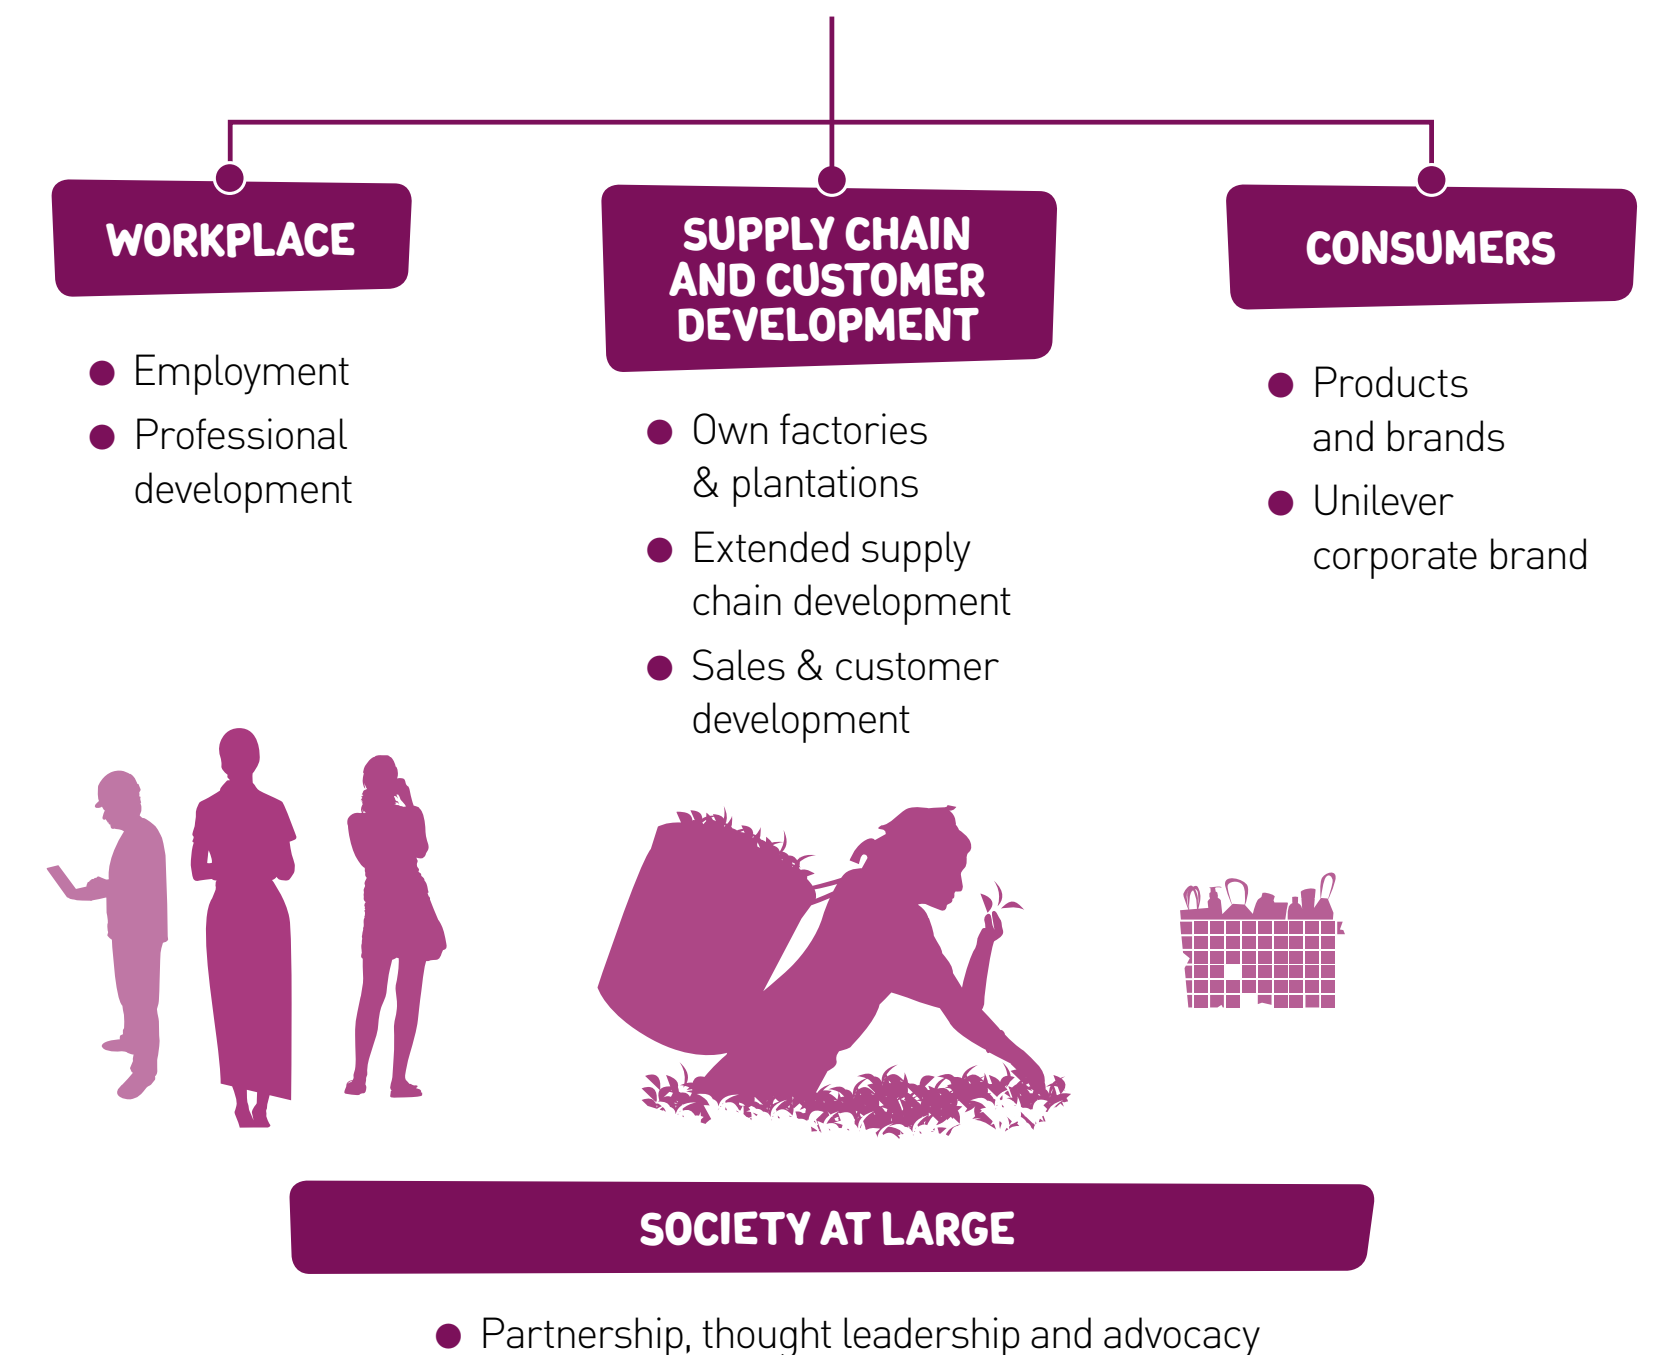 WORKPLACE
● Employment
● Professional
development
SUPPLY CHAIN
AND CUSTOMER
DEVELOPMENT
● Own factories
& plantations
● Extended supply
chain development
● Sales & customer
development
CONSUMERS
● Products
and brands
● Unilever
corporate brand
SOCIETY AT LARGE
● Partnership, thought leadership and advocacy